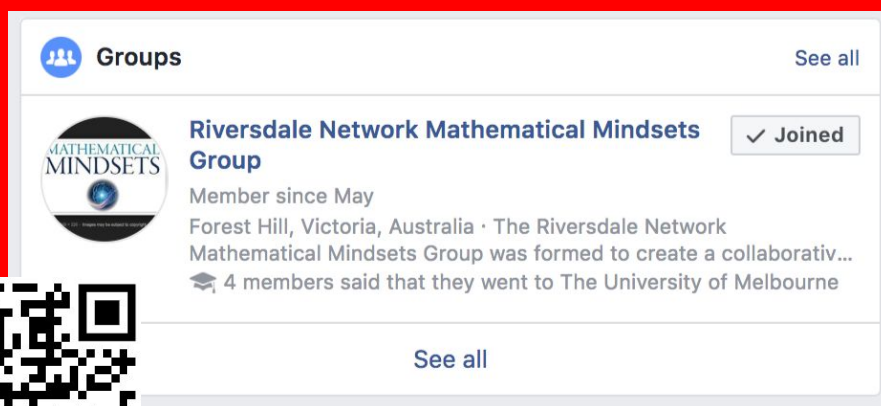 Groups
See all
Riversdale Network Mathematical Mindsets
Group
✓ Joined
MATHEMATICAL
MINDSETS
Member since May
Forest Hill, Victoria, Australia · The Riversdale Network
Mathematical Mindsets Group was formed to create a collaborativ...
4 members said that they went to The University of Melbourne
See all